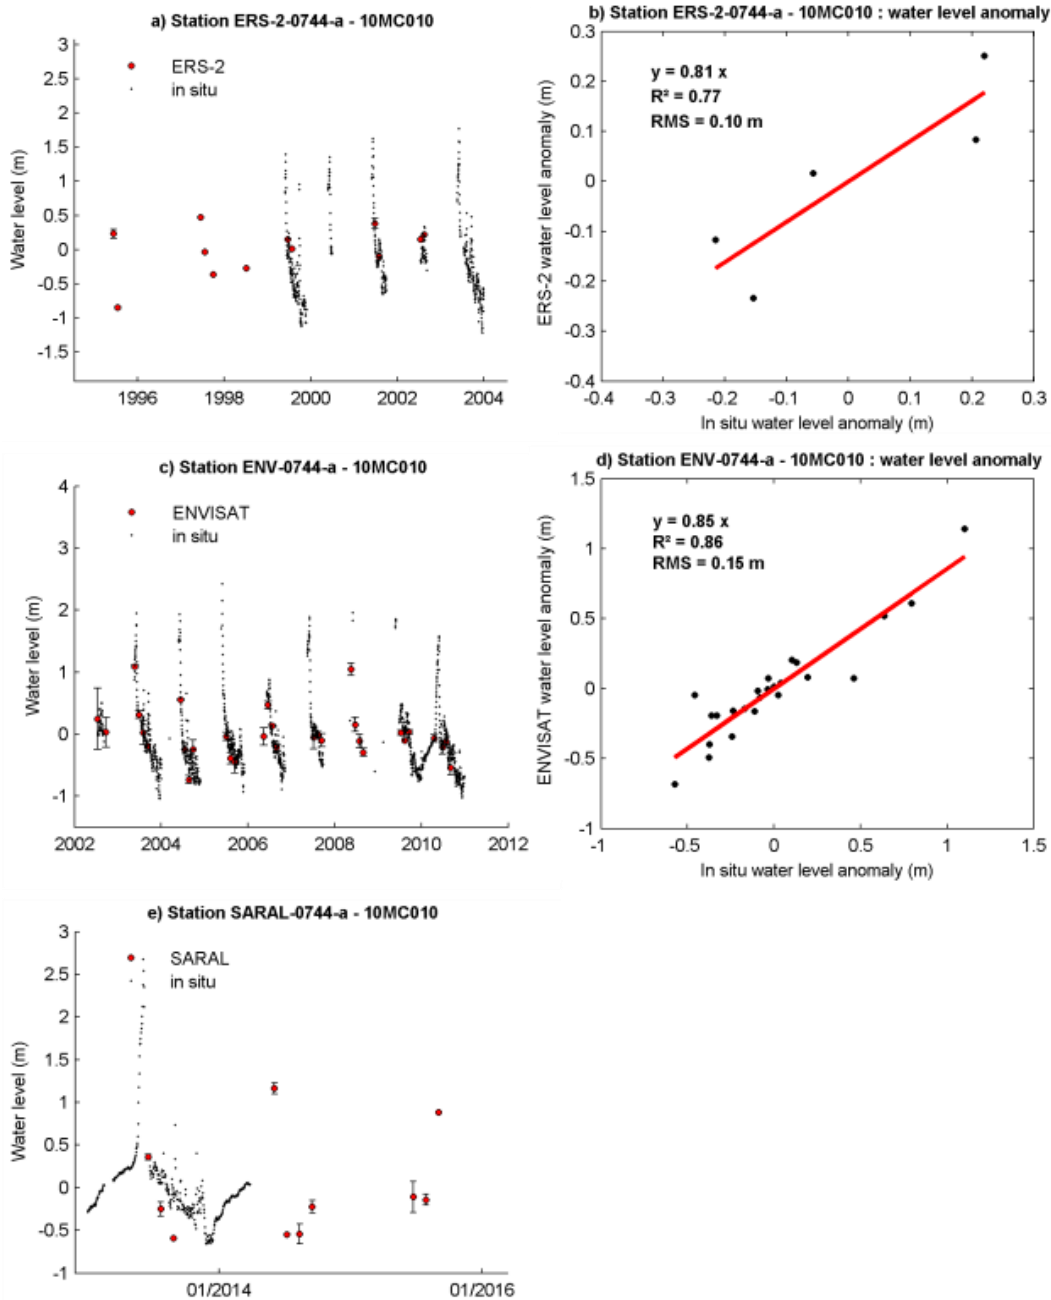 a) Station ERS-2-0744-a - 10MC010
3
2.5
2
1.5
1
0.5
0
-0.5
-1
-1.5
Water level (m)
ERS-2
in situ
1996 1998 2000 2002 2004
b) Station ERS-2-0744-a - 10MC010 : water level anomaly
0.3
0.2
0.1
0
-0.1
-0.2
-0.3
-0.4
ERS-2 water level anomaly (m)
y = 0.81 x
R² = 0.77
RMS = 0.10 m
-0.4 -0.3 -0.2 -0.1 0 0.1 0.2 0.3
In situ water level anomaly (m)
c) Station ENV-0744-a - 10MC010
4
3
2
1
0
-1
Water level (m)
ENVISAT
in situ
2002 2004 2006 2008 2010 2012
d) Station ENV-0744-a - 10MC010 : water level anomaly
1.5
1
0.5
0
-0.5
-1
ENVISAT water level anomaly (m)
y = 0.85 x
R² = 0.86
RMS = 0.15 m
-1 -0.5 0 0.5 1 1.5
In situ water level anomaly (m)
e) Station SARAL-0744-a - 10MC010
3
2.5
2
1.5
1
0.5
0
-0.5
-1
Water level (m)
SARAL
in situ
01/2014 01/2016